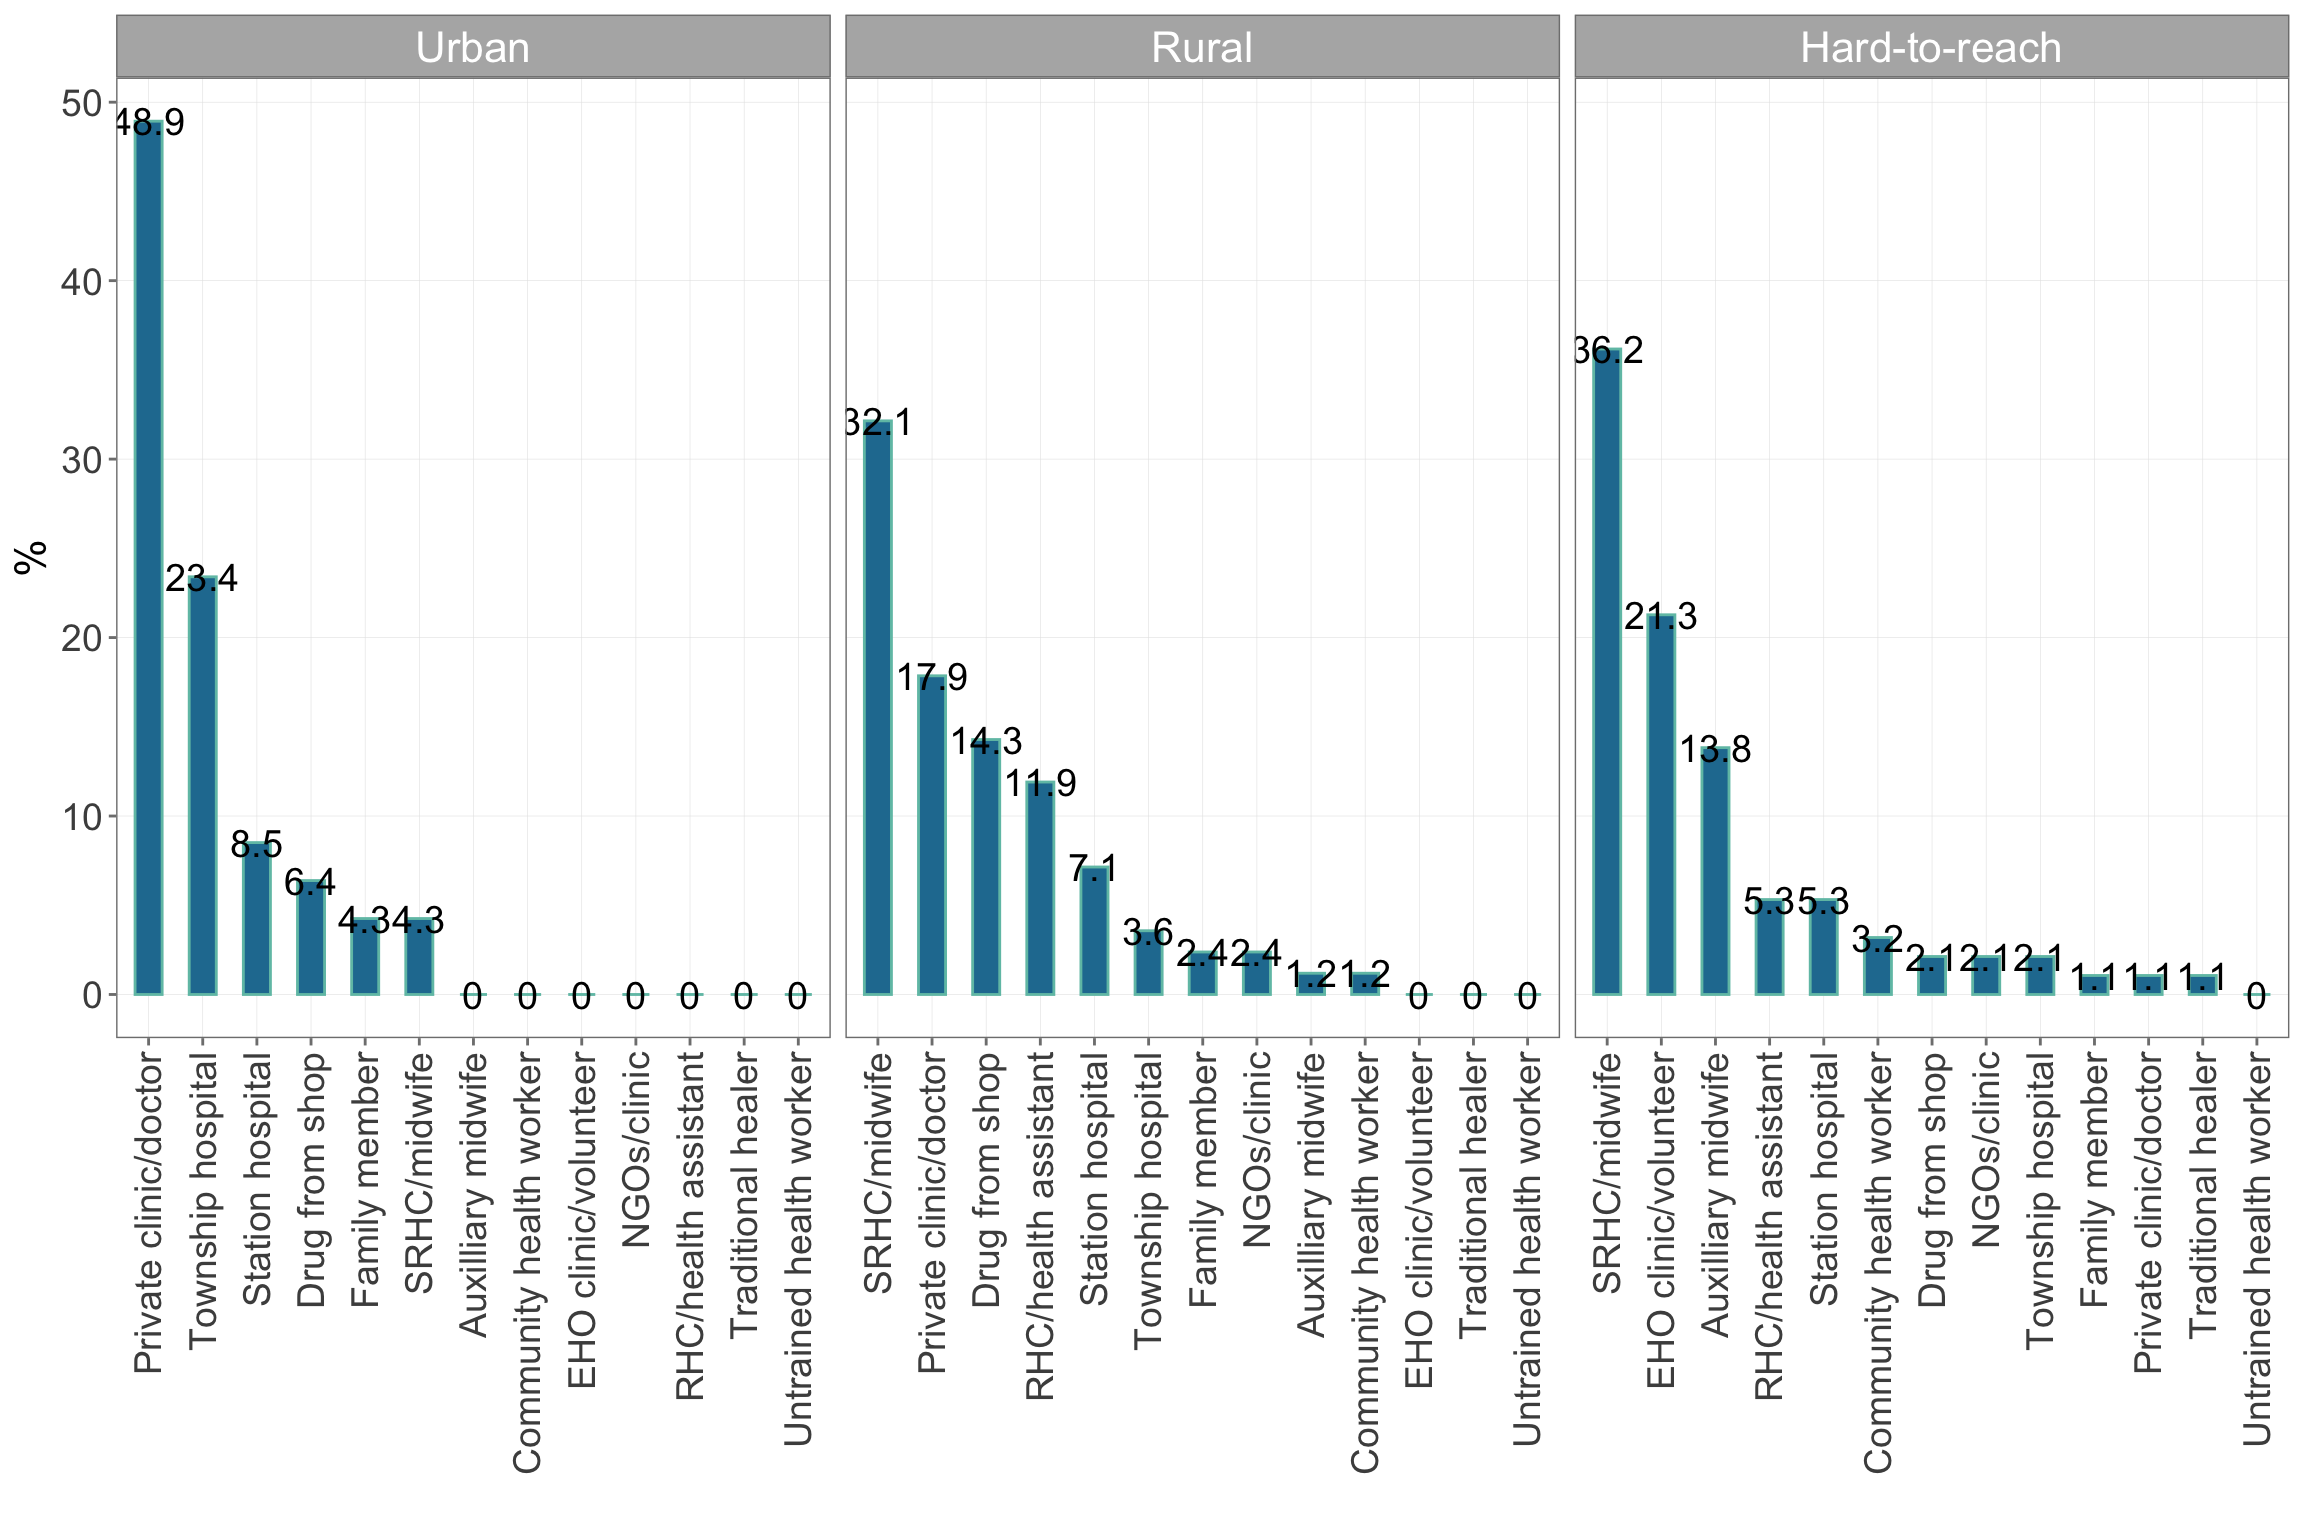 Urban
Rural
Hard-to-reach
%
50
40
30
20
10
0
48.9
23.4
8.5
6.4
4.3
4.3
0
0
0
0
0
0
0
32.1
17.9
14.3
11.9
7.1
3.6
2.4
2.4
1.2
1.2
0
0
0
36.2
21.3
13.8
5.3
5.3
3.2
2.1
2.1
2.1
1.1
1.1
1.1
0
Private clinic/doctor
Township hospital
Station hospital
Drug from shop
Family member
SRHC/midwife
Auxilliary midwife
Community health worker
EHO clinic/volunteer
NGOs/clinic
RHC/health assistant
Traditional healer
Untrained health worker
SRHC/midwife
Private clinic/doctor
Drug from shop
RHC/health assistant
Station hospital
Township hospital
Family member
NGOs/clinic
Auxilliary midwife
Community health worker
EHO clinic/volunteer
Traditional healer
Untrained health worker
SRHC/midwife
EHO clinic/volunteer
Auxilliary midwife
RHC/health assistant
Station hospital
Community health worker
Drug from shop
NGOs/clinic
Township hospital
Family member
Private clinic/doctor
Traditional healer
Untrained health worker